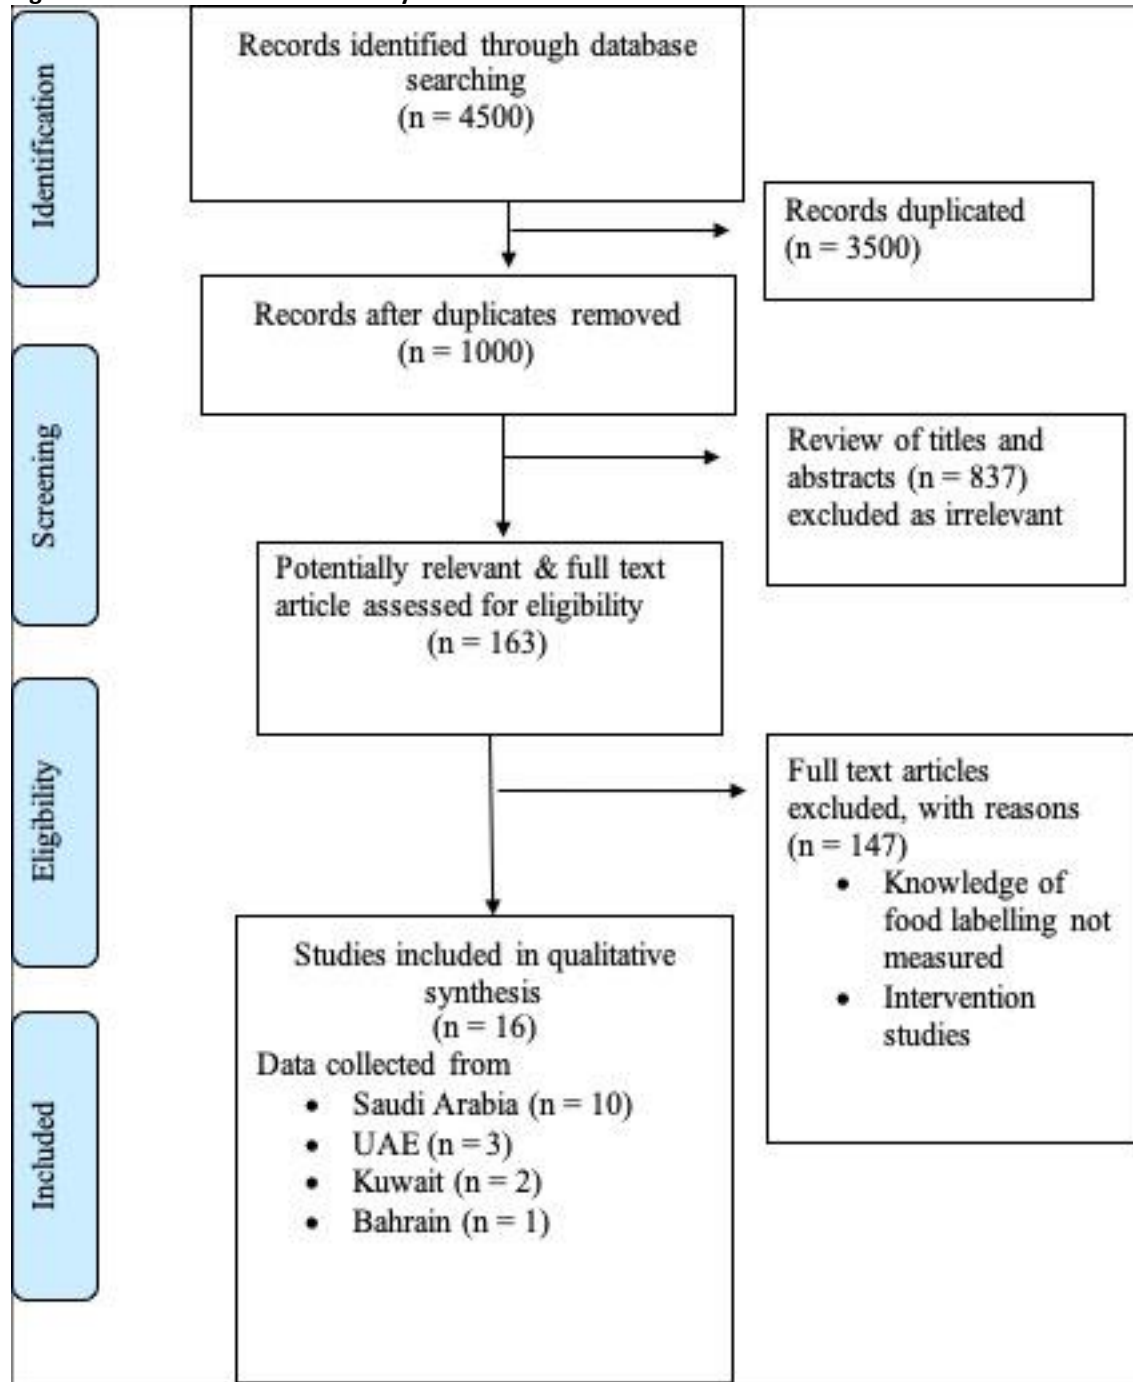 Identification
Records identified through database
searching
(n = 4500)
Records duplicated
(n = 3500)
Records after duplicates removed
(n = 1000)
Screening
Review of titles and
abstracts (n = 837)
excluded as irrelevant
Potentially relevant & full text
article assessed for eligibility
(n = 163)
Eligibility
Full text articles
excluded, with reasons
(n = 147)
• Knowledge of
food labelling not
measured
• Intervention
studies
Included
Studies included in qualitative
synthesis
(n = 16)
Data collected from
• Saudi Arabia (n = 10)
• UAE (n = 3)
• Kuwait (n = 2)
• Bahrain (n = 1)